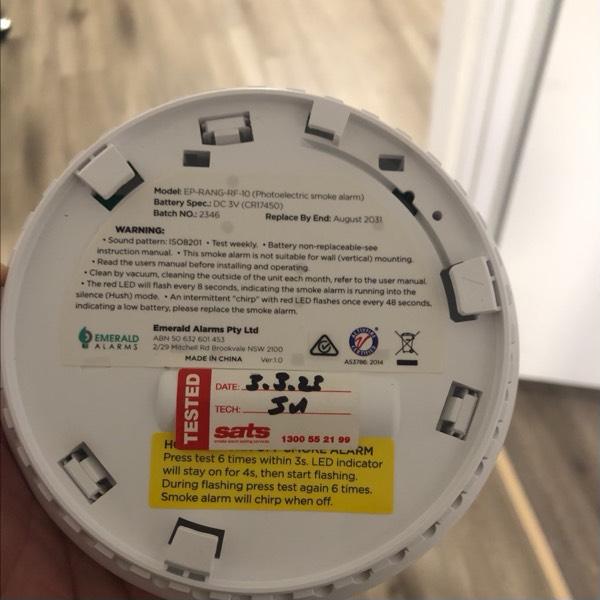 Model: EP-RANG-RF-10 (Photoelectric smoke alarm)
Battery Spec.: DC 3V (CR17450)
Batch NO.: 2346 Replace By End: August 2031
WARNING:
• Sound pattern: ISO8201 • Test weekly. • Battery non-replaceable-see
instruction manual. • This smoke alarm is not suitable for wall (vertical) mounting.
• Read the users manual before installing and operating.
• Clean by vacuum, cleaning the outside of the unit each month, refer to the user manual.
• The red LED will flash every 8 seconds, indicating the smoke alarm is running into the
silence (Hush) mode. • An intermittent "chirp" with red LED flashes once every 48 seconds,
indicating a low battery, please replace the smoke alarm.
EMERALD
ALARMS
Emerald Alarms Pty Ltd
ABN 50 632 601 453
2/29 Mitchell Rd Brookvale NSW 2100
MADE IN CHINA Ver:1.0
AS3786: 2014
TESTED
DATE:
TECH:
sats
1300 55 21 99
SMOKE ALARM
Press test 6 times within 3s. LED indicator
will stay on for 4s, then start flashing.
During flashing press test again 6 times.
Smoke alarm will chirp when off.